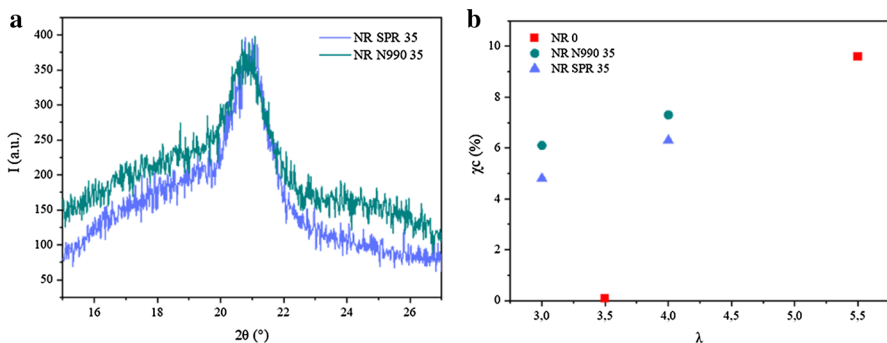 a
NR SPR 35
NR N990 35
400
350
300
250
200
150
100
50
16 18 20 22 24 26
I (a.u.)
2θ (°)
b
NR 0
NR N990 35
NR SPR 35
10
8
6
4
2
0
3,0 3,5 4,0 4,5 5,0 5,5
χc (%)
λ